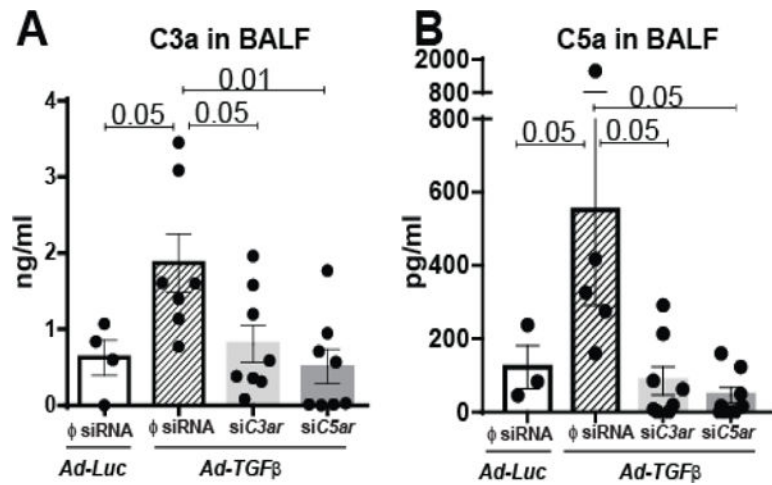 A
C3a in BALF
0.01
0.05
0.05
4
3
2
1
0
ng/ml
ϕ siRNA
ϕ siRNA
siC3ar
siC5ar
Ad-Luc
Ad-TGFβ
B
C5a in BALF
2000
800
0.05
0.05
0.05
800
600
400
200
0
pg/ml
ϕ siRNA
ϕ siRNA
siC3ar
siC5ar
Ad-Luc
Ad-TGFβ